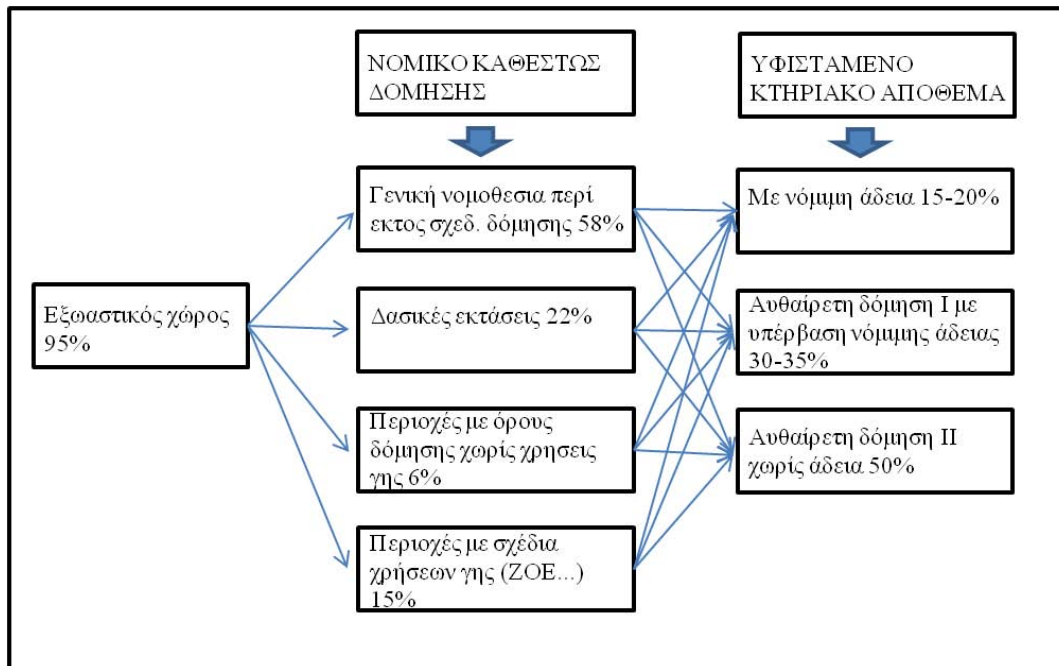 ΝΟΜΙΚΟ ΚΑΘΕΣΤΩΣ
ΔΟΜΗΣΗΣ
ΥΦΙΣΤΑΜΕΝΟ
ΚΤΗΡΙΑΚΟ ΑΠΟΘΕΜΑ
Εξωαστικός χώρος
95%
Γενική νομοθεσια περί
εκτος σχεδ. δόμησης 58%
Δασικές εκτάσεις 22%
Περιοχές με όρους
δόμησης χωρίς χρησεις
γης 6%
Περιοχές με σχέδια
χρήσεων γης (ΖΟΕ...)
15%
Με νόμιμη άδεια 15-20%
Αυθαίρετη δόμηση Ι με
υπέρβαση νόμιμης άδειας
30-35%
Αυθαίρετη δόμηση ΙΙ
χωρίς άδεια 50%